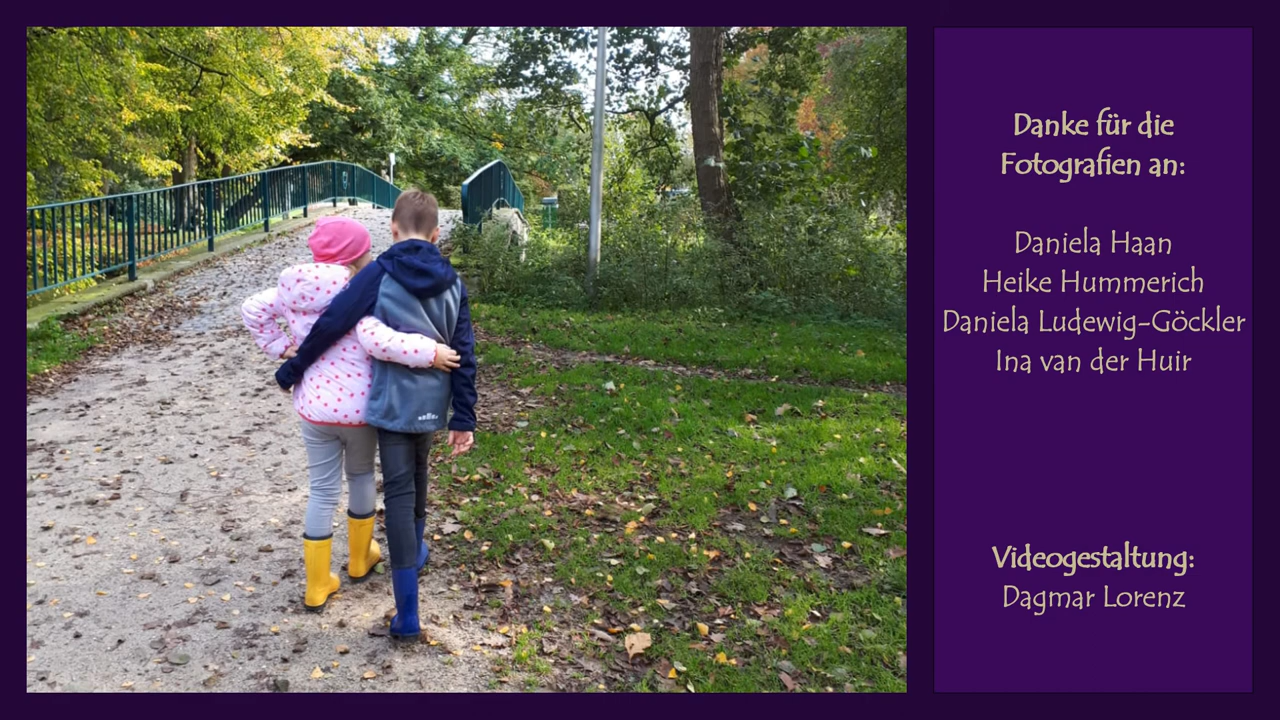 Danke für die
Fotografien an:
Daniela Haan
Heike Hummerich
Daniela Ludewig-Göckler
Ina van der Huir
Videogestaltung:
Dagmar Lorenz